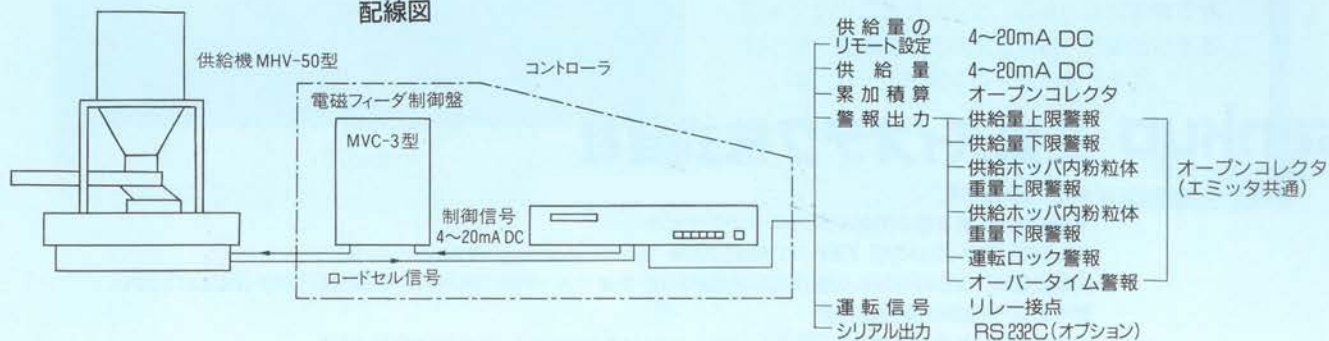 配線図
供給機MHV-50型
コントローラ
電磁フィーダ制御盤
MVC-3型
制御信号
4〜20mA DC
ロードセル信号
供給量の
リモート設定 4〜20mA DC
供給量 4〜20mA DC
累加積算 オープンコレクタ
警報出力 供給量上限警報
供給量下限警報
供給ホッパ内粉粒体
重量上限警報
供給ホッパ内粉粒体
重量下限警報
運転ロック警報
オーバータイム警報
オープンコレクタ
(エミッタ共通)
運転信号 リレー接点
シリアル出力 RS232C(オプション)